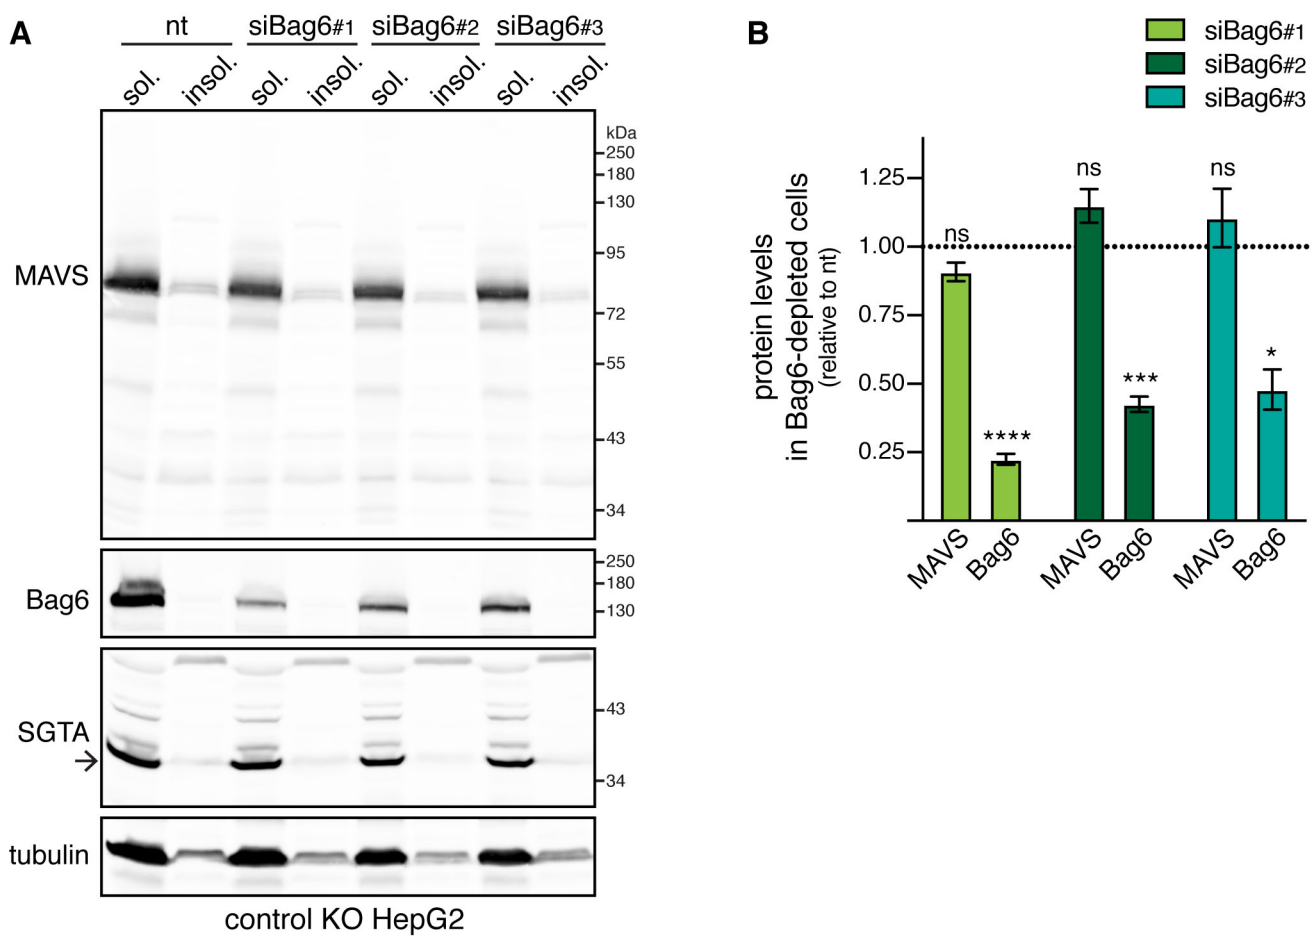 A
nt siBag6#1 siBag6#2 siBag6#3
sol. insol. sol. insol. sol. insol. sol. insol.
kDa
250
180
130
95
MAVS
72
55
43
34
250
180
Bag6
130
43
SGTA
→
34
tubulin
control KO HepG2
B
siBag6#1
siBag6#2
siBag6#3
protein levels
in Bag6-depleted cells
(relative to nt)
1.25
1.00
0.75
0.50
0.25
ns
****
ns
***
ns
*
MAVS Bag6 MAVS Bag6 MAVS Bag6